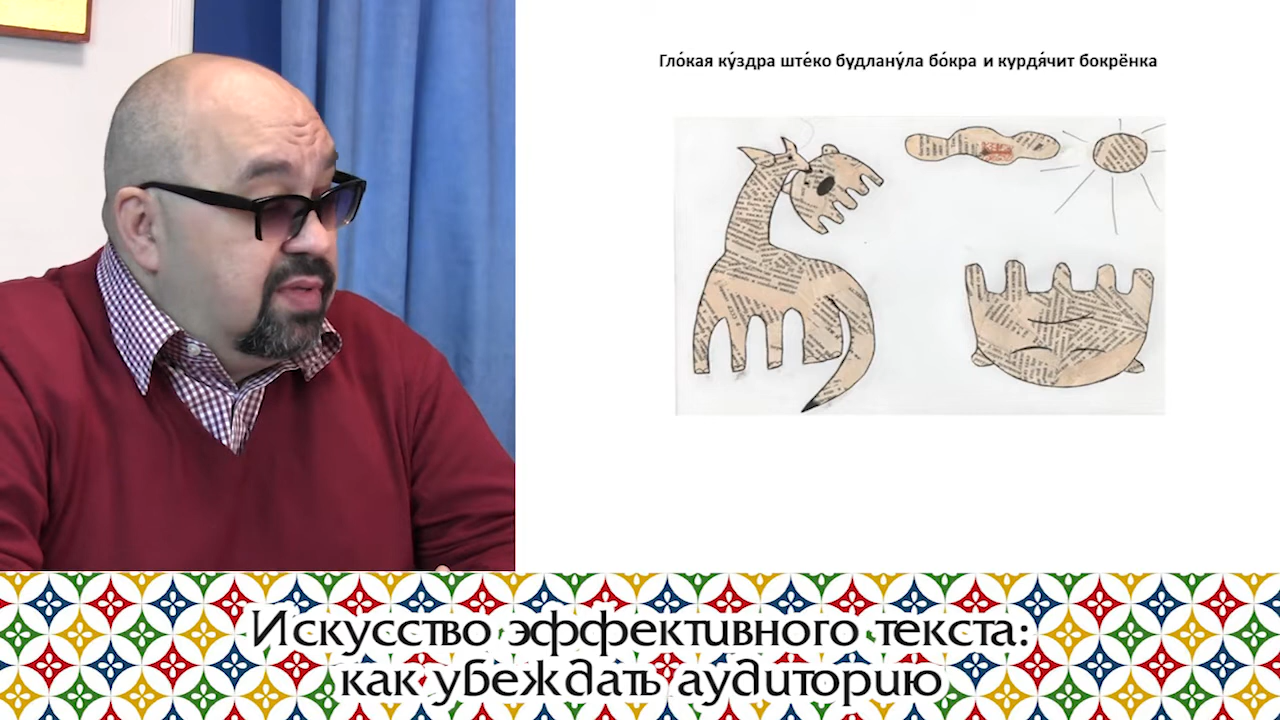 Гло́кая ку́здра ште́ко будлану́ла бо́кра и курдя́чит бокрёнка
Искусство эффективного текста:
как убеждать аудиторию